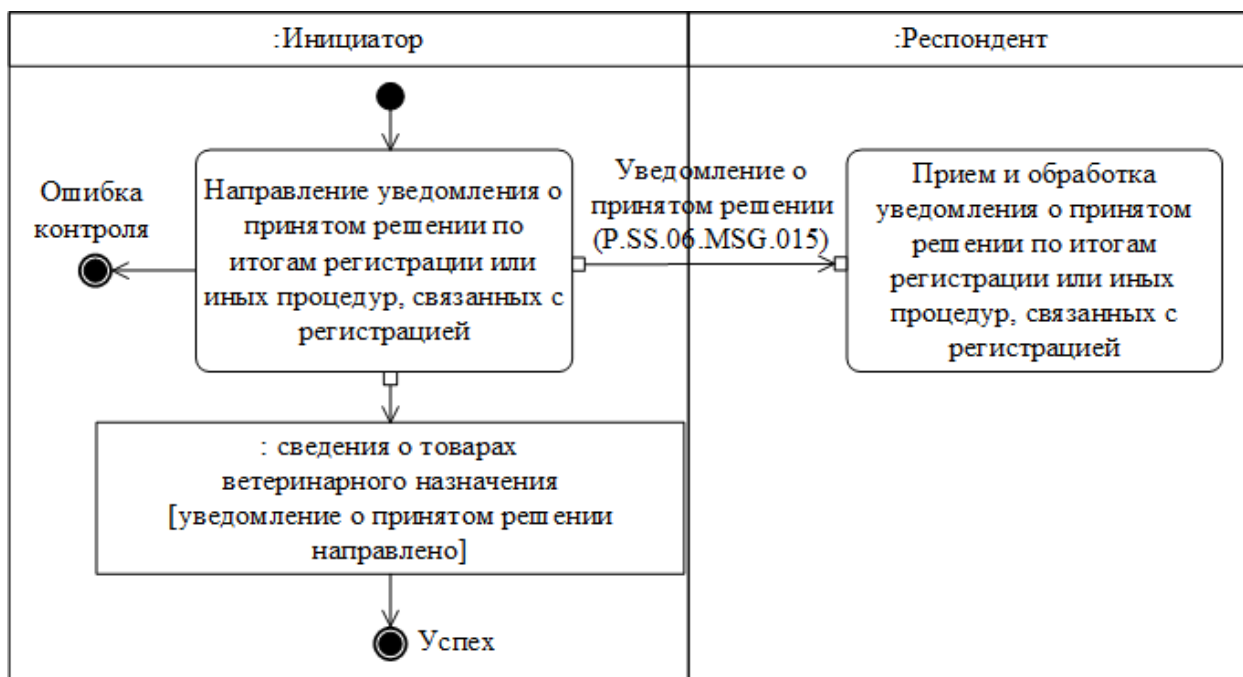 :Инициатор
:Респондент
Ошибка
контроля
Направление уведомления о
принятом решении по
итогам регистрации или
иных процедур, связанных с
регистрацией
Уведомление о
принятом решении
(P.SS.06.MSG.015)
Прием и обработка
уведомления о принятом
решении по итогам
регистрации или иных
процедур, связанных с
регистрацией
: сведения о товарах
ветеринарного назначения
[уведомление о принятом решении
направлено]
Успех